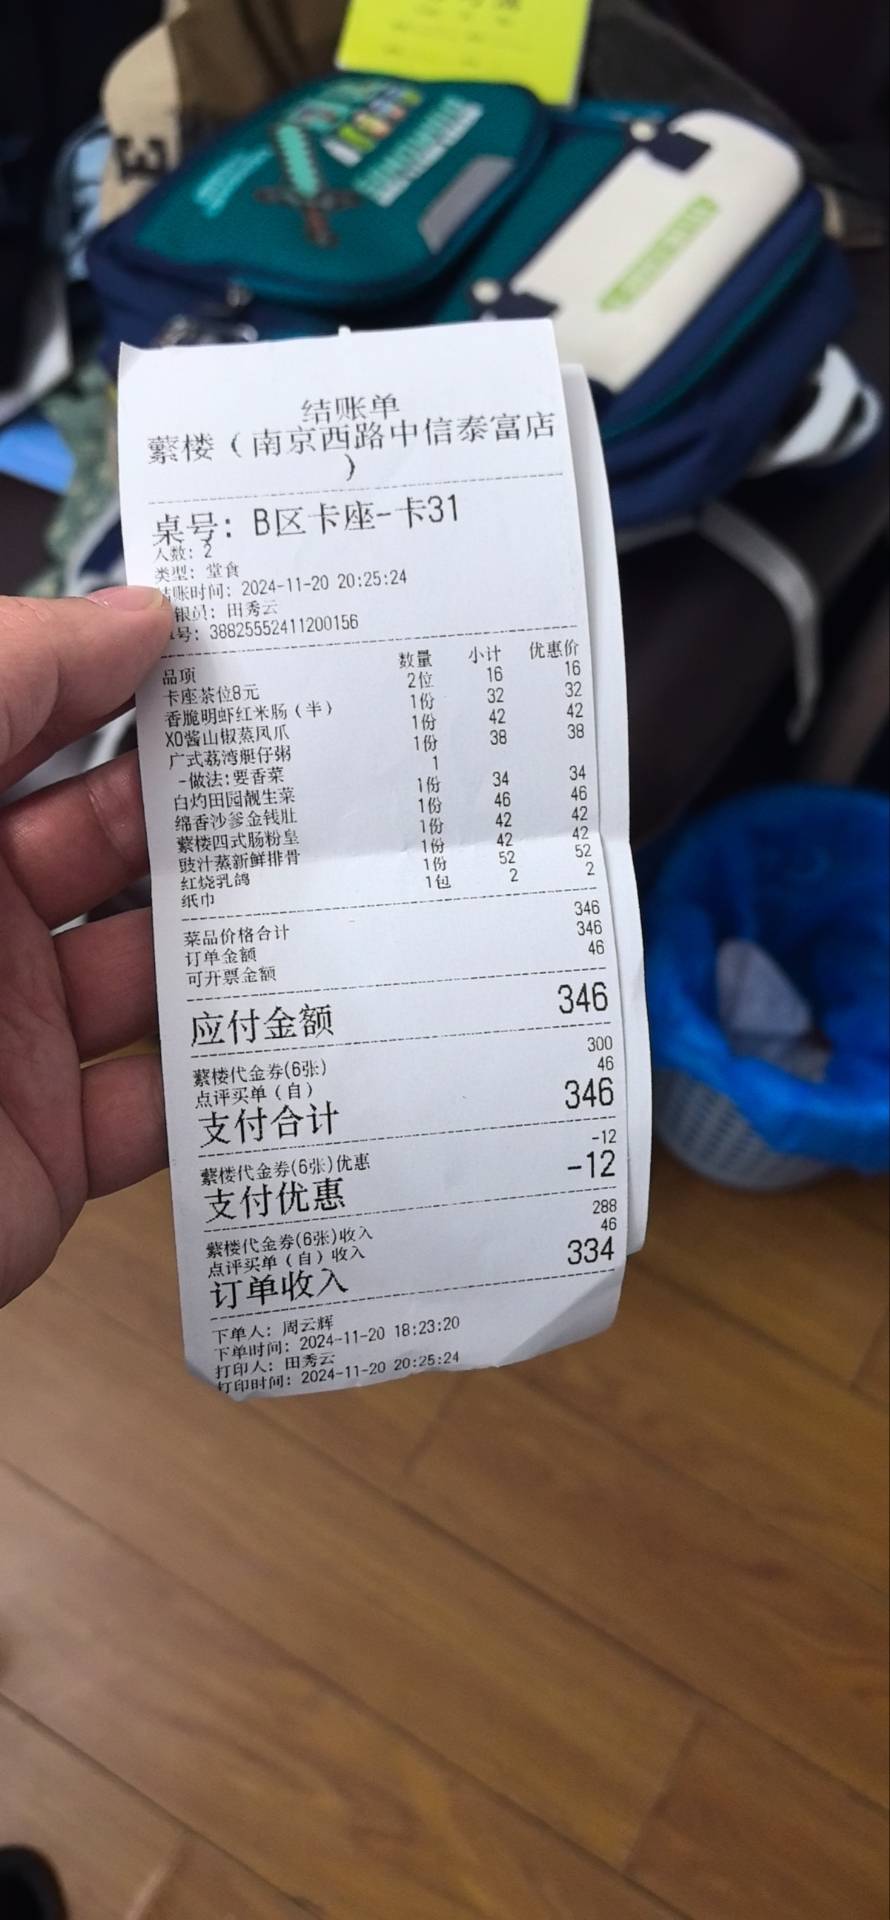 结账单
蘩楼（南京西路中信泰富店
）
桌号: B区卡座-卡31
人数: 2
类型: 堂食
账时间: 2024-11-20 20:25:24
银员: 田秀云
号: 38825552411200156
品项 数量 小计 优惠价
卡座茶位8元 2位 16 16
香脆明虾红米肠（半） 1份 32 32
XO酱山椒蒸凤爪 1份 42 42
广式荔湾艇仔粥 1份 38 38
-做法:要香菜 1
白灼田园靓生菜 1份 34 34
绵香沙爹金钱肚 1份 46 46
蘩楼四式肠粉皇 1份 42 42
豉汁蒸新鲜排骨 1份 42 42
红烧乳鸽 1份 52 52
纸巾 1包 2 2
菜品价格合计 346
订单金额 346
可开票金额 46
应付金额 346
蘩楼代金券(6张) 300
点评买单（自） 46
支付合计 346
蘩楼代金券(6张)优惠 -12
支付优惠 -12
蘩楼代金券(6张)收入 288
点评买单（自）收入 46
订单收入 334
下单人: 周云辉
下单时间: 2024-11-20 18:23:20
打印人: 田秀云
打印时间: 2024-11-20 20:25:24